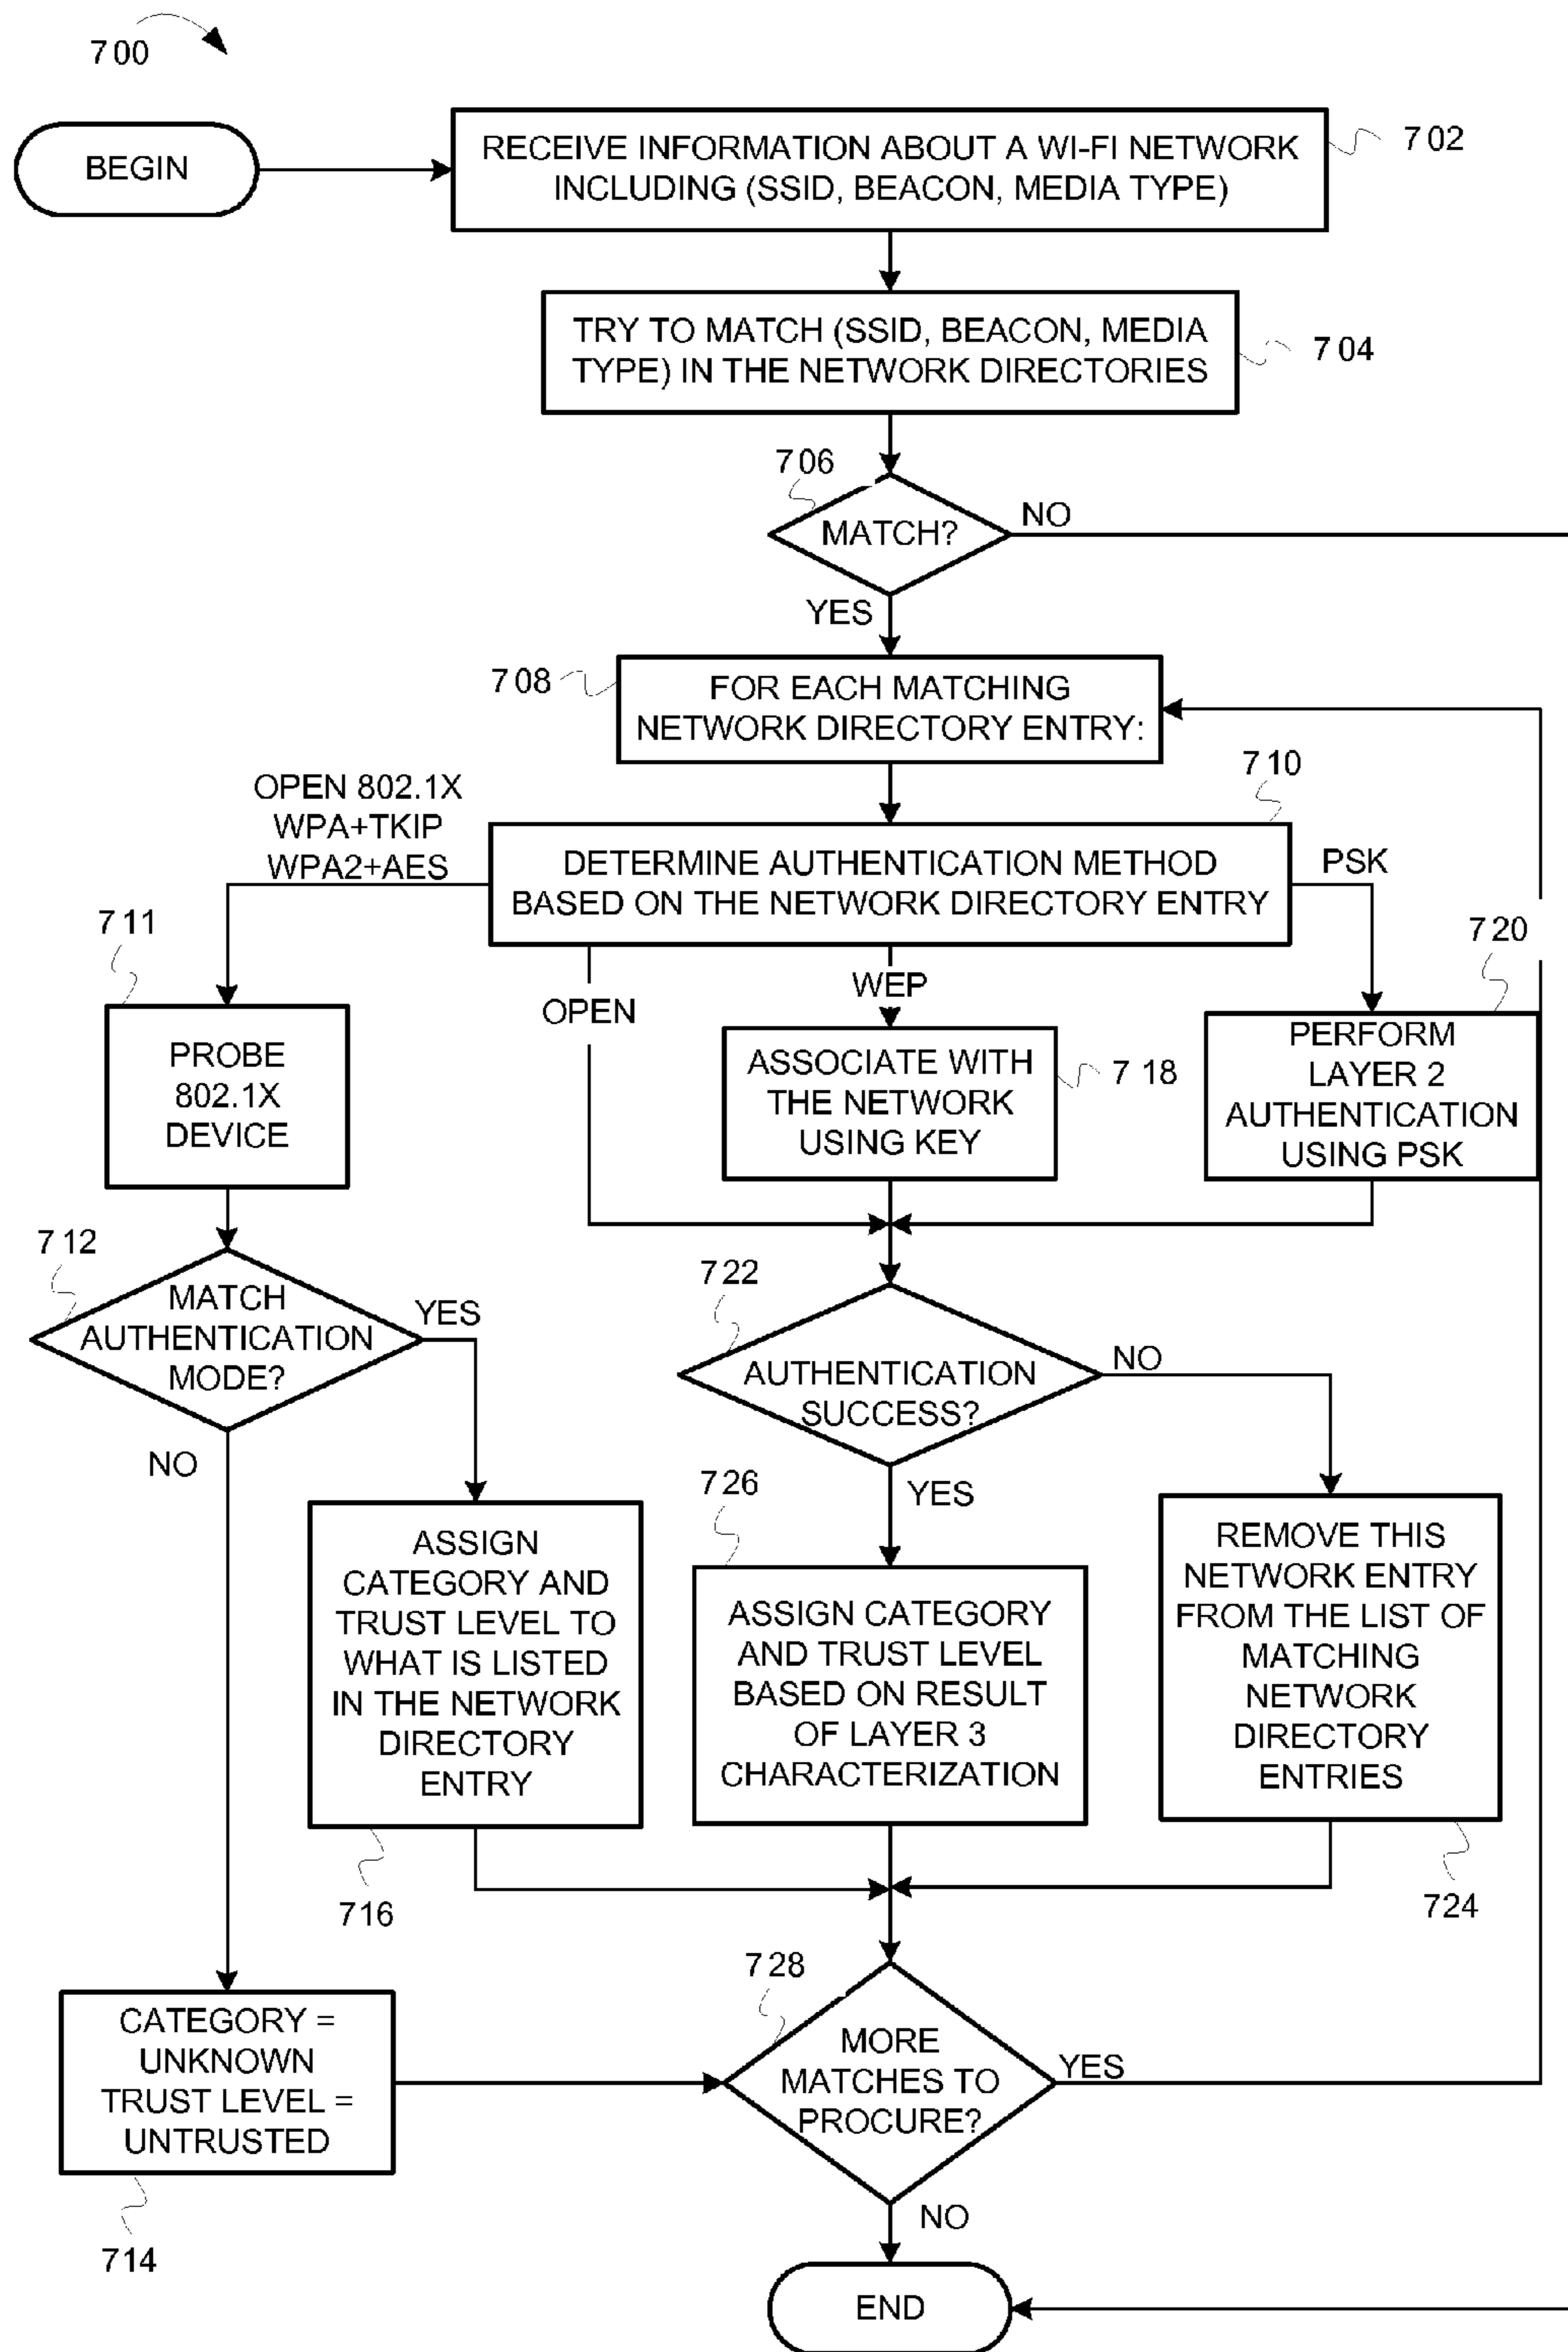 700
BEGIN
RECEIVE INFORMATION ABOUT A WI-FI NETWORK
INCLUDING (SSID, BEACON, MEDIA TYPE)
702
TRY TO MATCH (SSID, BEACON, MEDIA
TYPE) IN THE NETWORK DIRECTORIES
704
706
MATCH?
NO
YES
708
FOR EACH MATCHING
NETWORK DIRECTORY ENTRY:
710
OPEN 802.1X
WPA+TKIP
WPA2+AES
DETERMINE AUTHENTICATION METHOD
BASED ON THE NETWORK DIRECTORY ENTRY
PSK
711
720
OPEN
WEP
PROBE
802.1X
DEVICE
ASSOCIATE WITH
THE NETWORK
USING KEY
718
PERFORM
LAYER 2
AUTHENTICATION
USING PSK
712
MATCH
AUTHENTICATION
MODE?
YES
NO
722
AUTHENTICATION
SUCCESS?
NO
YES
726
ASSIGN
CATEGORY AND
TRUST LEVEL TO
WHAT IS LISTED
IN THE NETWORK
DIRECTORY
ENTRY
716
ASSIGN CATEGORY
AND TRUST LEVEL
BASED ON RESULT
OF LAYER 3
CHARACTERIZATION
REMOVE THIS
NETWORK ENTRY
FROM THE LIST OF
MATCHING
NETWORK
DIRECTORY
ENTRIES
724
728
CATEGORY =
UNKNOWN
TRUST LEVEL =
UNTRUSTED
714
MORE
MATCHES TO
PROCURE?
YES
NO
END